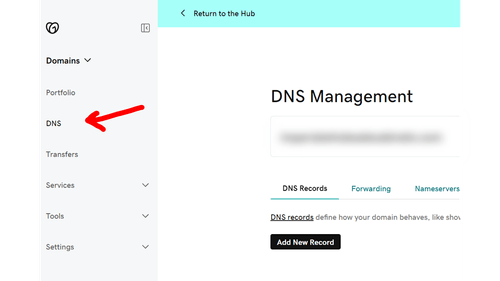 Return to the Hub
Domains
Portfolio
DNS
Transfers
Services
Tools
Settings
DNS Management
DNS Records Forwarding Nameservers
DNS records define how your domain behaves, like show
Add New Record